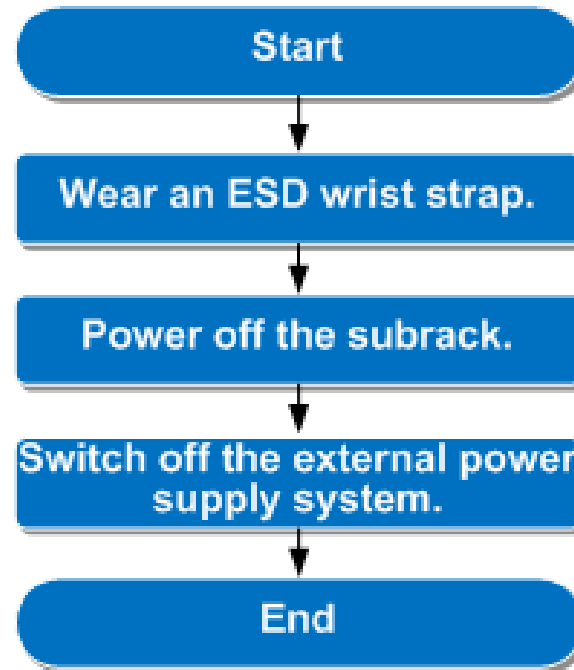 Start
Wear an ESD wrist strap.
Power off the subrack.
Switch off the external power
supply system.
End